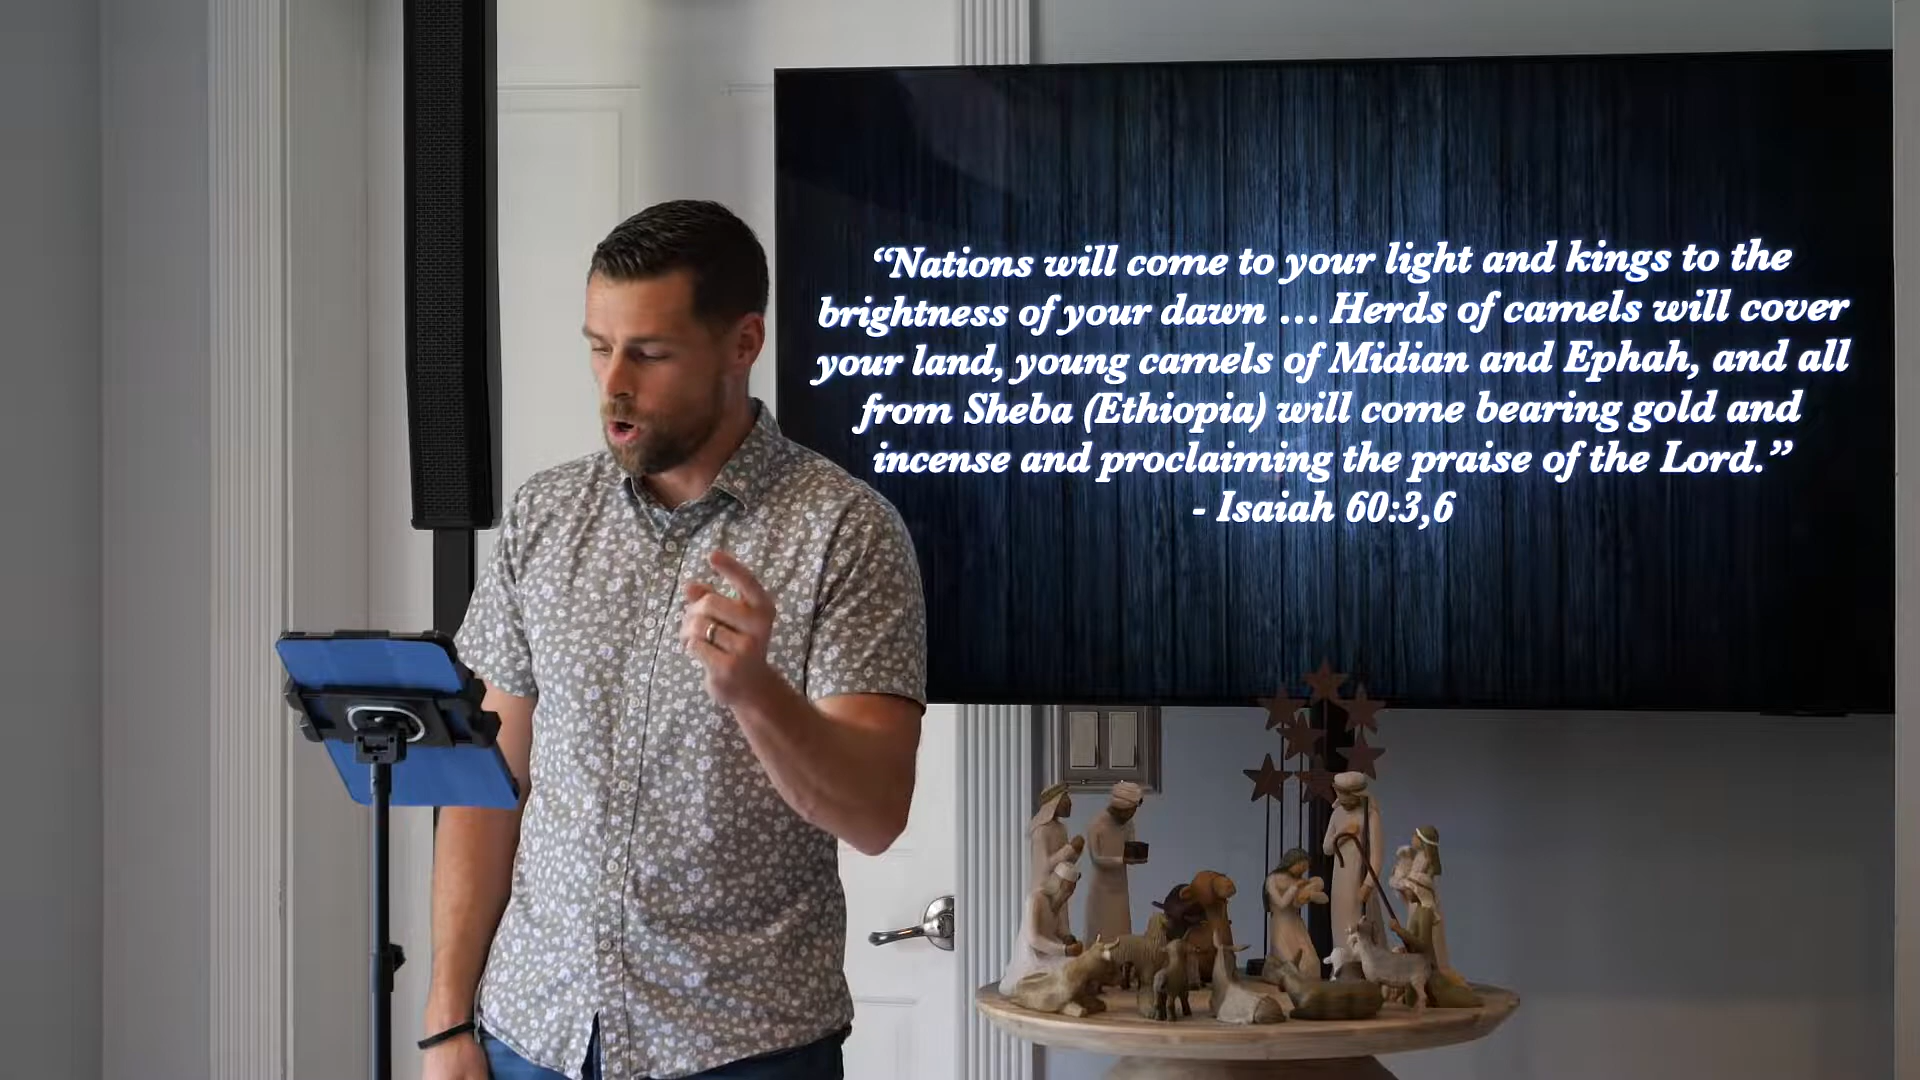 “Nations will come to your light and kings to the
brightness of your dawn ... Herds of camels will cover
your land, young camels of Midian and Ephah, and all
from Sheba (Ethiopia) will come bearing gold and
incense and proclaiming the praise of the Lord.”
- Isaiah 60:3,6